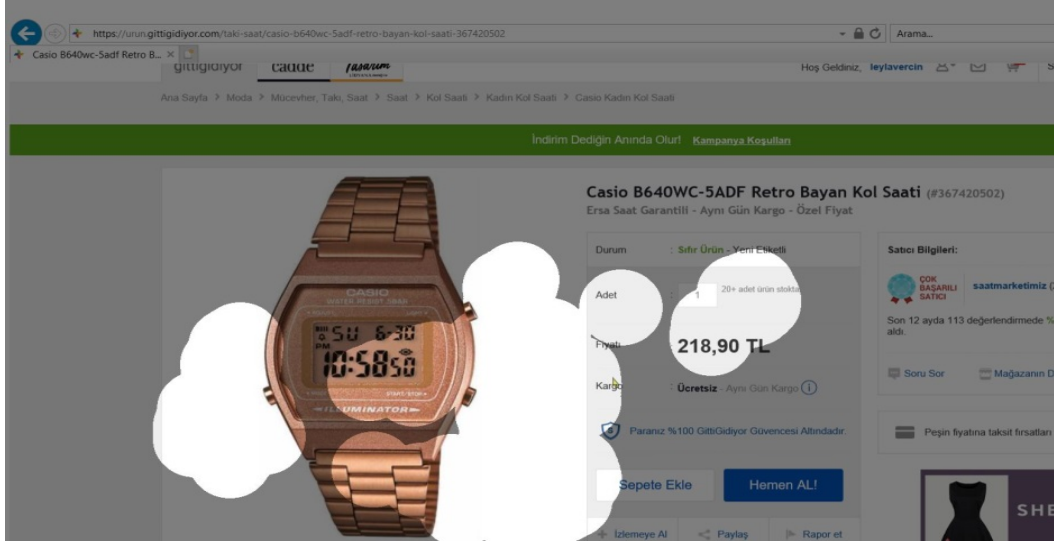 https://urun.gittigidiyor.com/taki-saat/casio-b640wc-5adf-retro-bayan-kol-saati-367420502
Arama...
Casio B640wc-5adf Retro B...
gittigidiyor cadde tasarım
Hoş Geldiniz, leylavercin
Ana Sayfa > Moda > Mücevher, Takı, Saat > Saat > Kol Saati > Kadın Kol Saati > Casio Kadın Kol Saati
İndirim Dediğin Anında Olur! Kampanya Koşulları
Casio B640WC-5ADF Retro Bayan Kol Saati (#367420502)
Ersa Saat Garantili - Aynı Gün Kargo - Özel Fiyat
Durum : Sıfır Ürün - Yeni Etiketli
Adet : 1 20+ adet ürün stokta
Fiyatı 218,90 TL
Kargo : Ücretsiz - Aynı Gün Kargo
Paranız %100 GittiGidiyor Güvencesi Altındadır.
Sepete Ekle Hemen AL!
İzlemeye Al Paylaş Rapor et
Satıcı Bilgileri:
ÇOK
BAŞARILI
SATICI
saatmarketimiz
Son 12 ayda 113 değerlendirmede %
aldı.
Soru Sor Mağazanın D
Peşin fiyatına taksit fırsatları
SHE
CASIO
WATER RESIST 50M
LIGHT
ALARM
PM
SU 6-30
10:58 50
START/STOP
ILLUMINATOR